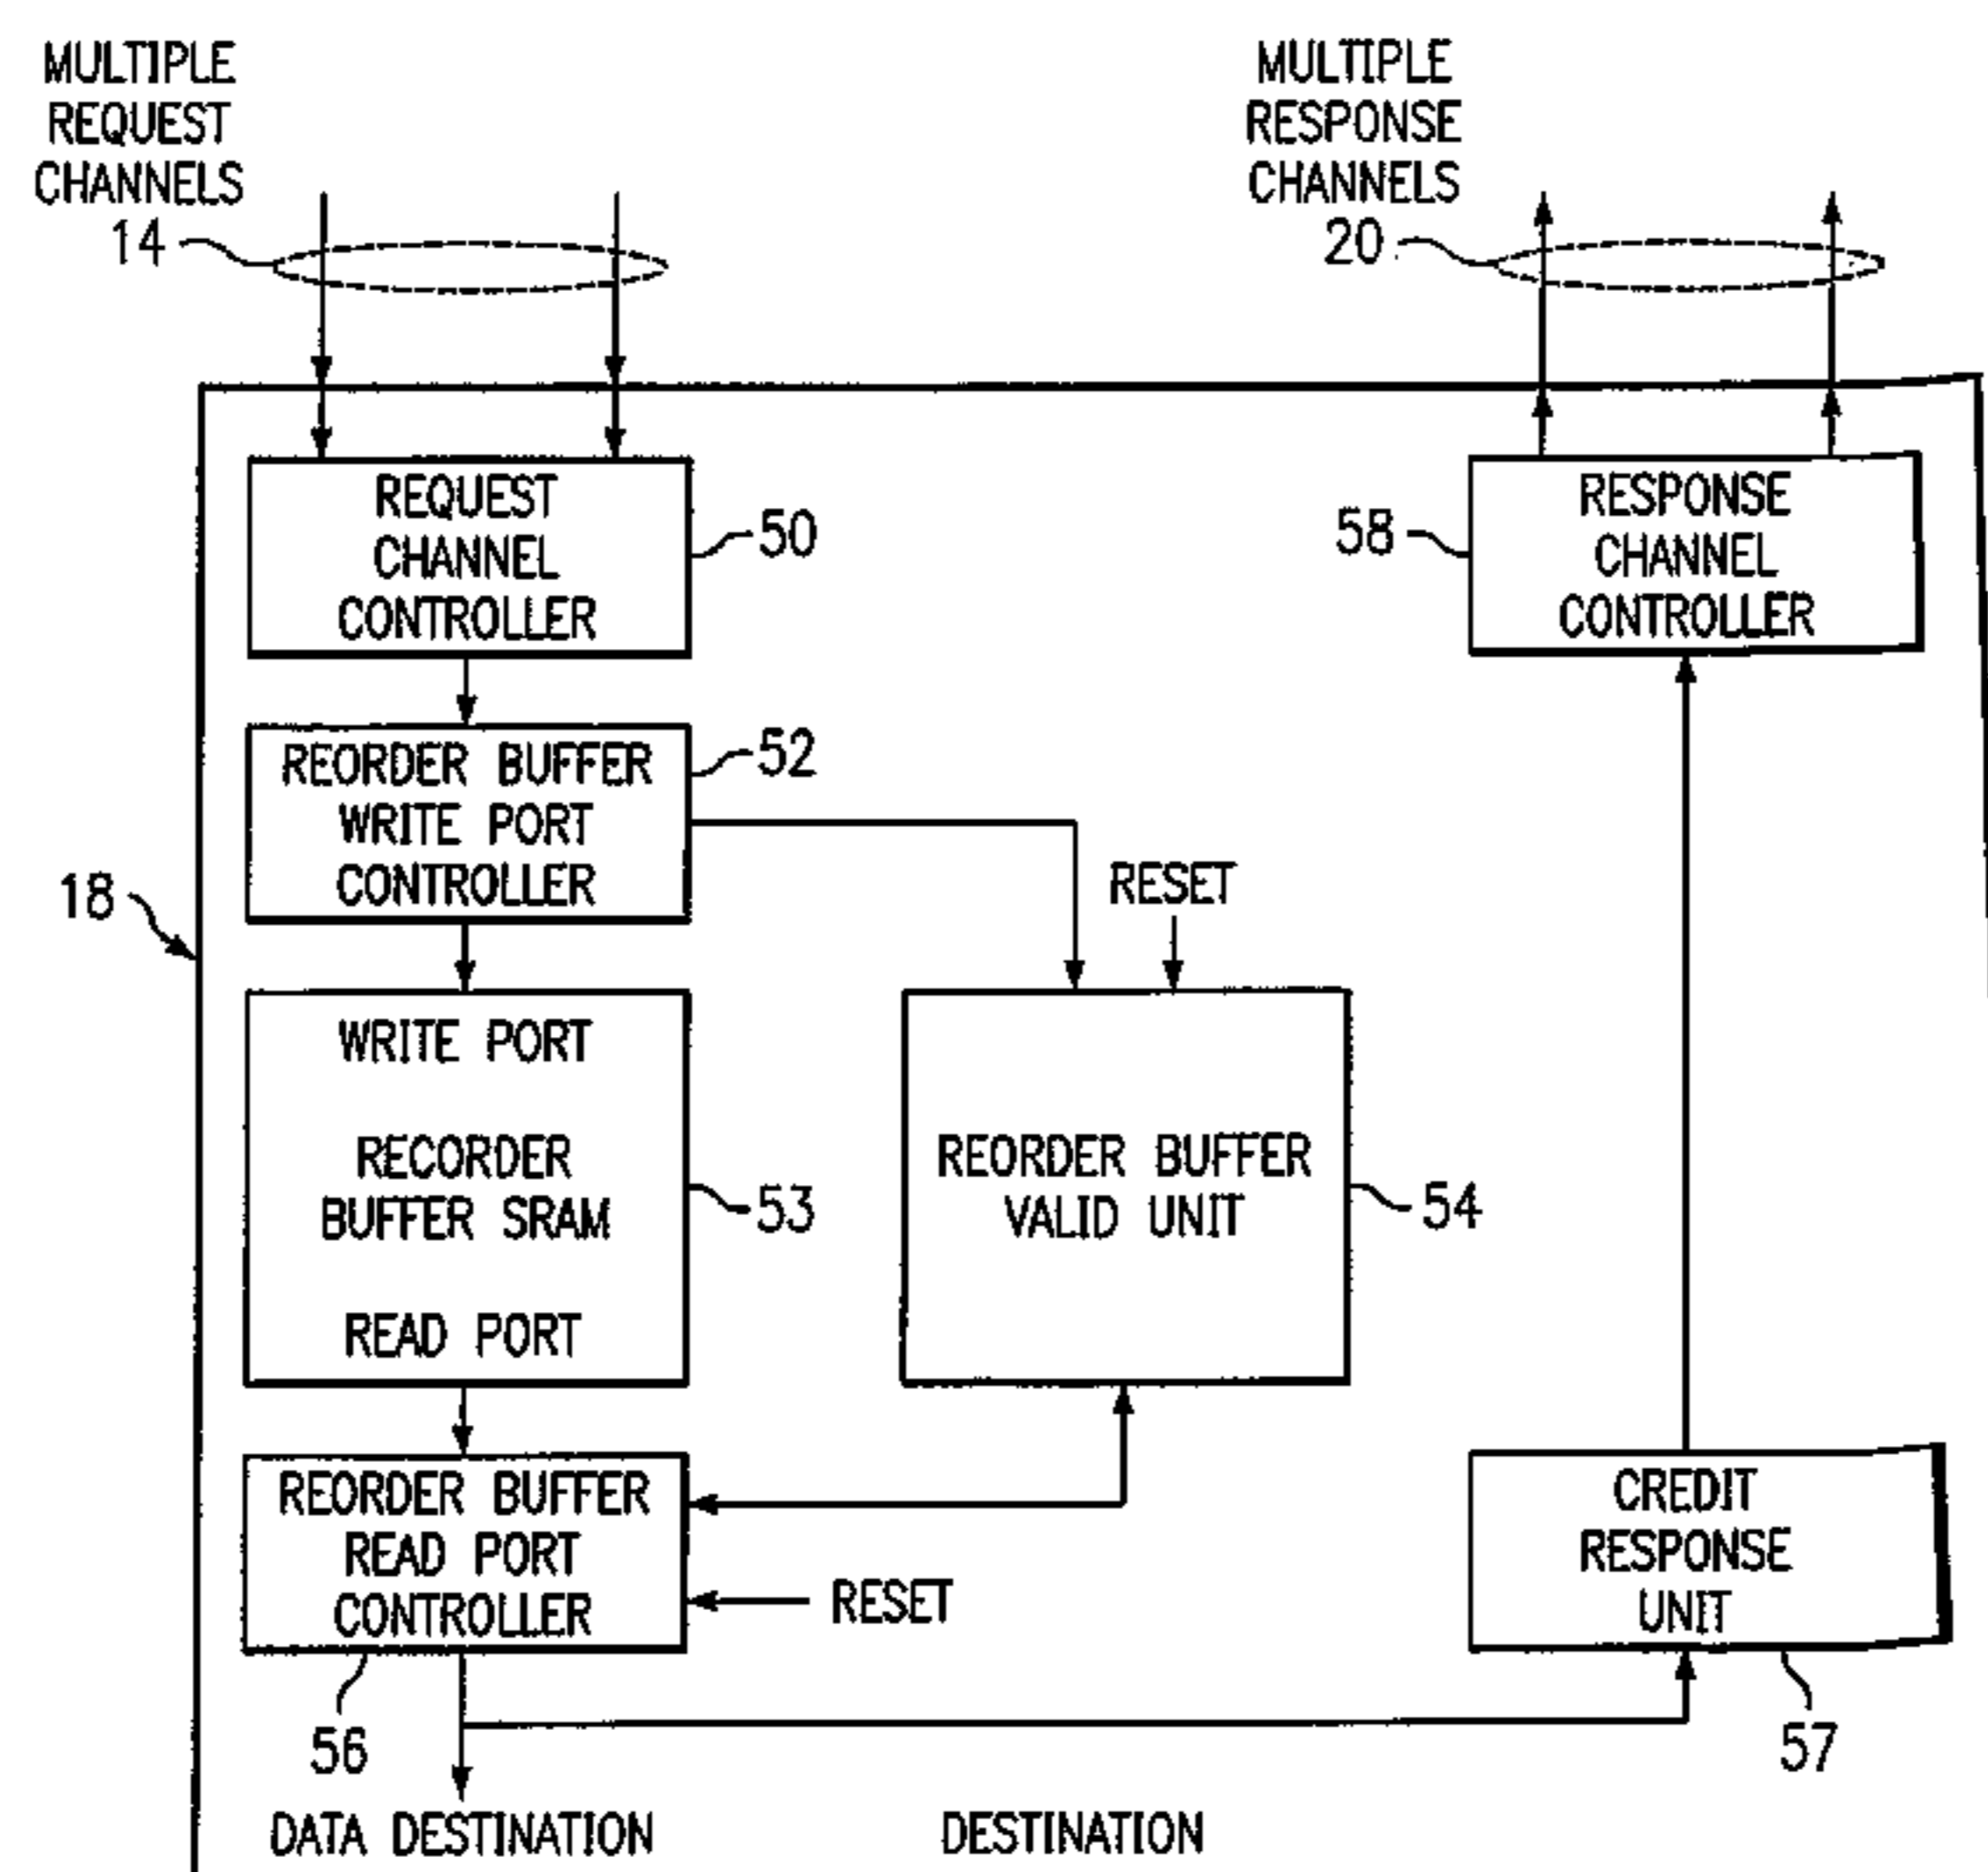 MULTIPLE
REQUEST
CHANNELS
14
MULTIPLE
RESPONSE
CHANNELS
20
REQUEST
CHANNEL
CONTROLLER
50
58
RESPONSE
CHANNEL
CONTROLLER
REORDER BUFFER
WRITE PORT
CONTROLLER
52
18
RESET
WRITE PORT
RECORDER
BUFFER SRAM
READ PORT
53
REORDER BUFFER
VALID UNIT
54
REORDER BUFFER
READ PORT
CONTROLLER
RESET
56
CREDIT
RESPONSE
UNIT
57
DATA DESTINATION
DESTINATION